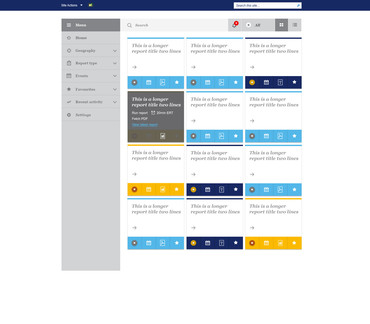 Site Actions
Search this site...
Menu
Search
All
Home
Geography
Report type
Events
Favourites
Recent activity
Settings
This is a longer
report title two lines
This is a longer
report title two lines
This is a longer
report title two lines
This is a longer
report title two lines
Run report
Table PDF
This is a longer
report title two lines
This is a longer
report title two lines
This is a longer
report title two lines
This is a longer
report title two lines
This is a longer
report title two lines
This is a longer
report title two lines
This is a longer
report title two lines
This is a longer
report title two lines